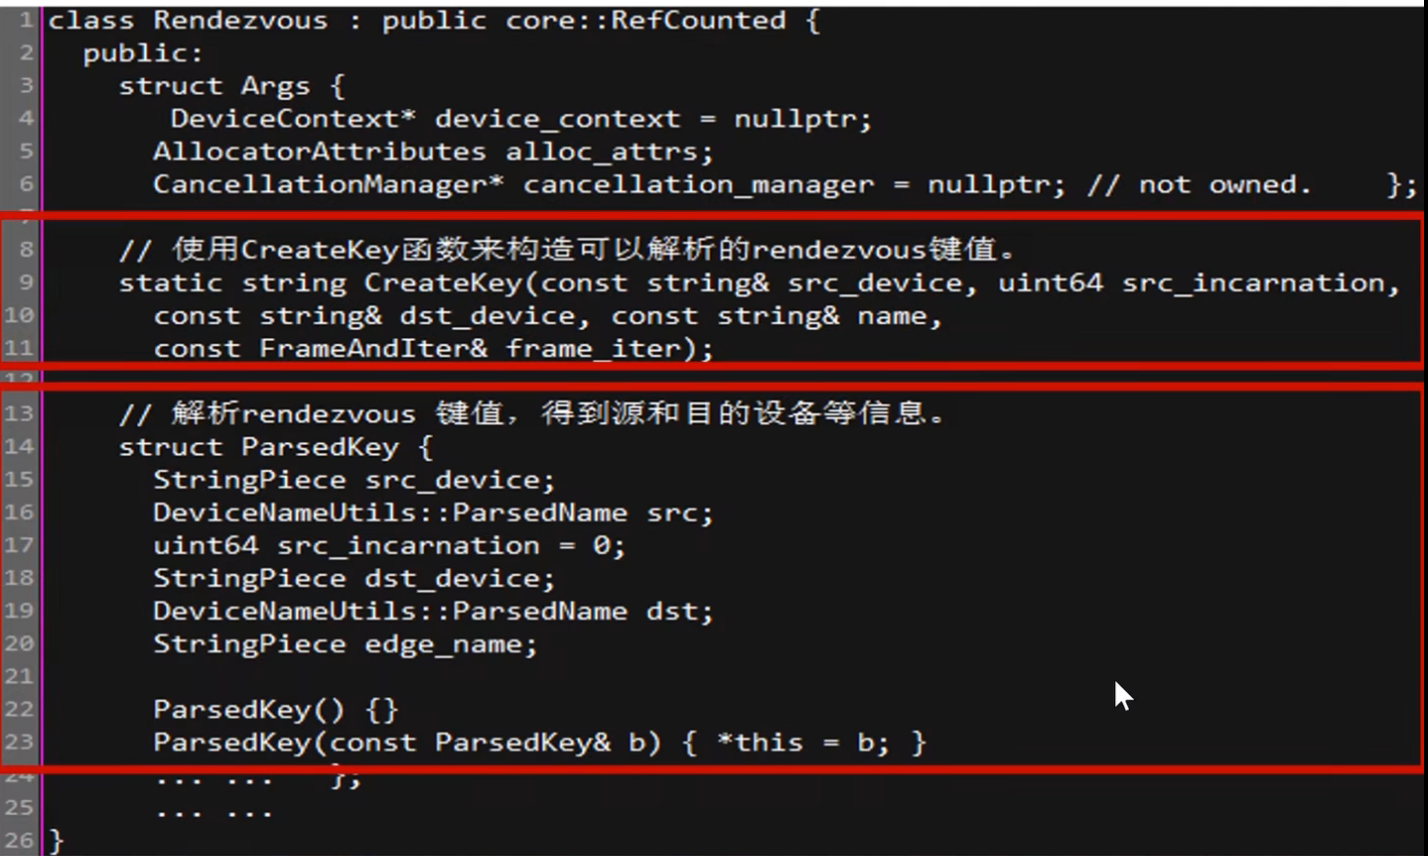 1 class Rendezvous : public core::RefCounted {
2 public:
3 struct Args {
4 DeviceContext* device_context = nullptr;
5 AllocatorAttributes alloc_attrs;
6 CancellationManager* cancellation_manager = nullptr; // not owned. };
7
8 // 使用CreateKey函数来构造可以解析的rendezvous键值。
9 static string CreateKey(const string& src_device, uint64 src_incarnation,
10 const string& dst_device, const string& name,
11 const FrameAndIter& frame_iter);
12
13 // 解析rendezvous 键值，得到源和目的设备等信息。
14 struct ParsedKey {
15 StringPiece src_device;
16 DeviceNameUtils::ParsedName src;
17 uint64 src_incarnation = 0;
18 StringPiece dst_device;
19 DeviceNameUtils::ParsedName dst;
20 StringPiece edge_name;
21
22 ParsedKey() {}
23 ParsedKey(const ParsedKey& b) { *this = b; }
24 ... ... };
25 ... ...
26 }